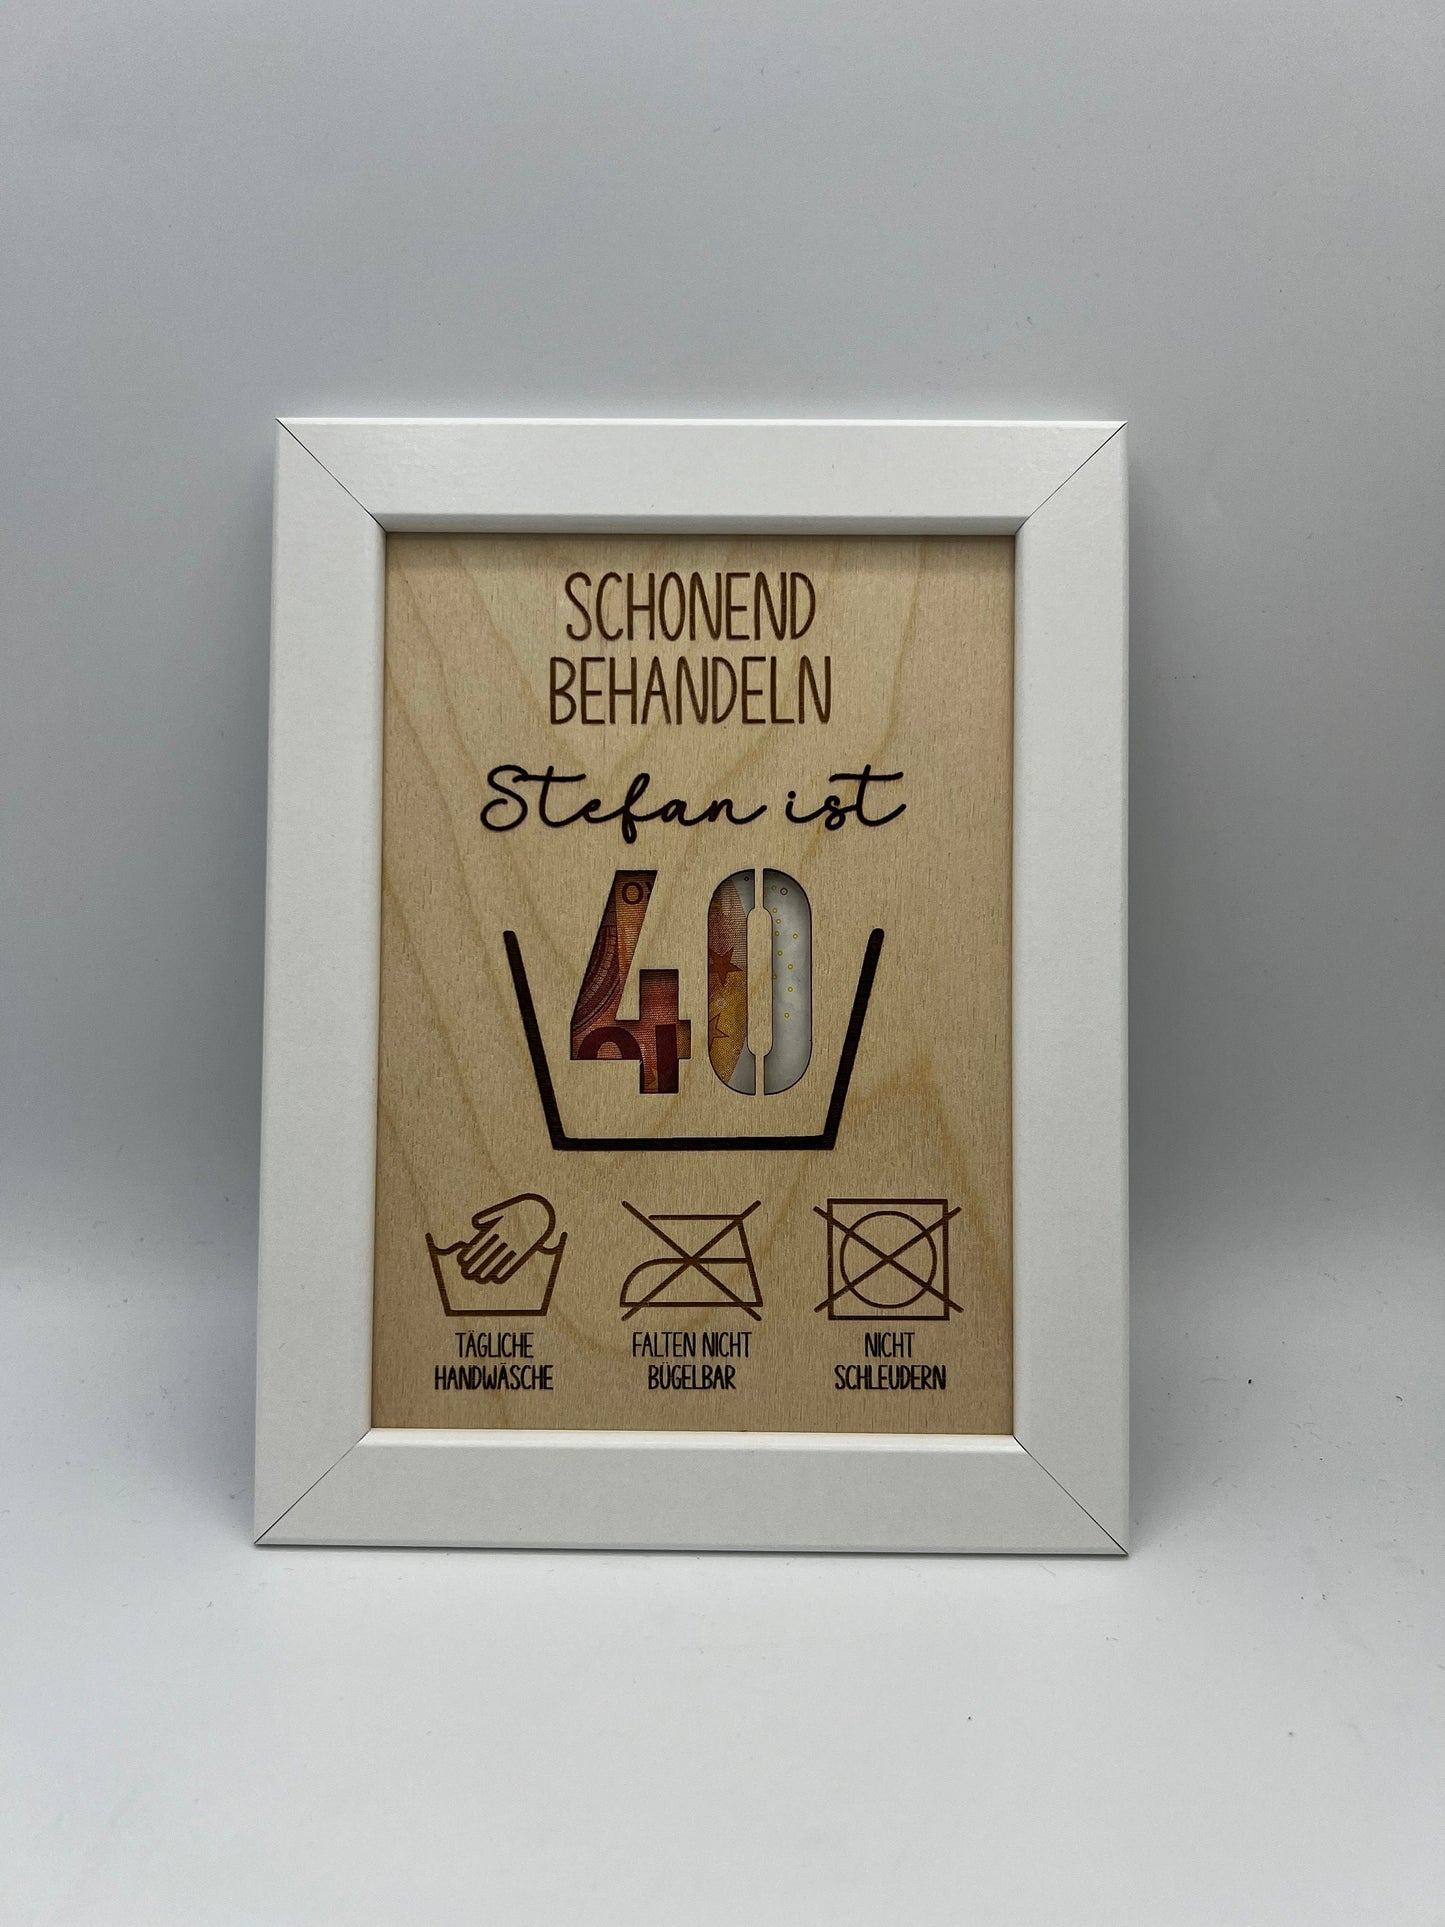 SCHONEND
BEHANDELN
Stefan ist
40
TÄGLICHE
HANDWÄSCHE
FALTEN NICHT
BÜGELBAR
NICHT
SCHLEUDERN